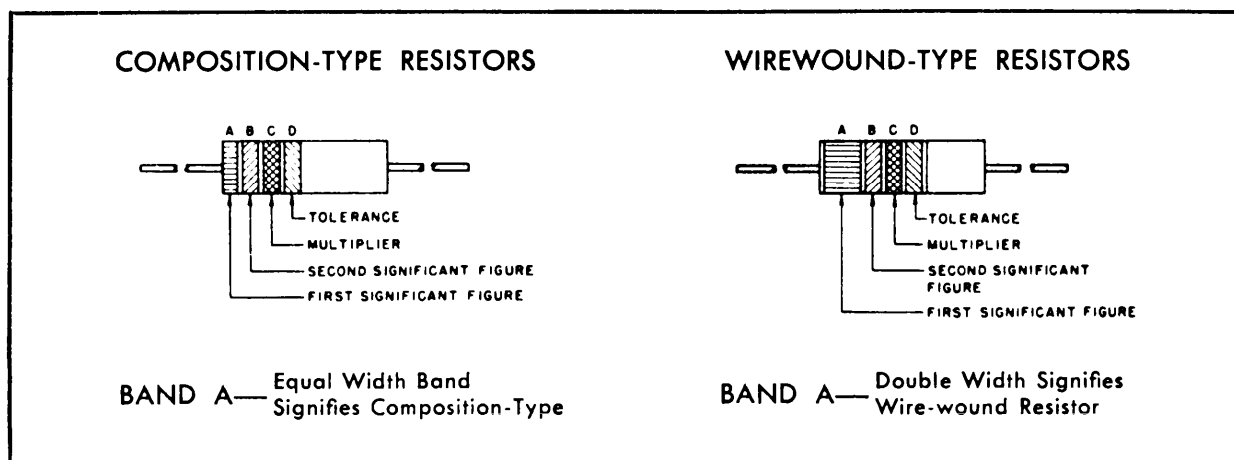 COMPOSITION-TYPE RESISTORS
A B C D
TOLERANCE
MULTIPLIER
SECOND SIGNIFICANT FIGURE
FIRST SIGNIFICANT FIGURE
BAND A— Equal Width Band
Signifies Composition-Type
WIREWOUND-TYPE RESISTORS
A B C D
TOLERANCE
MULTIPLIER
SECOND SIGNIFICANT
FIGURE
FIRST SIGNIFICANT FIGURE
BAND A— Double Width Signifies
Wire-wound Resistor